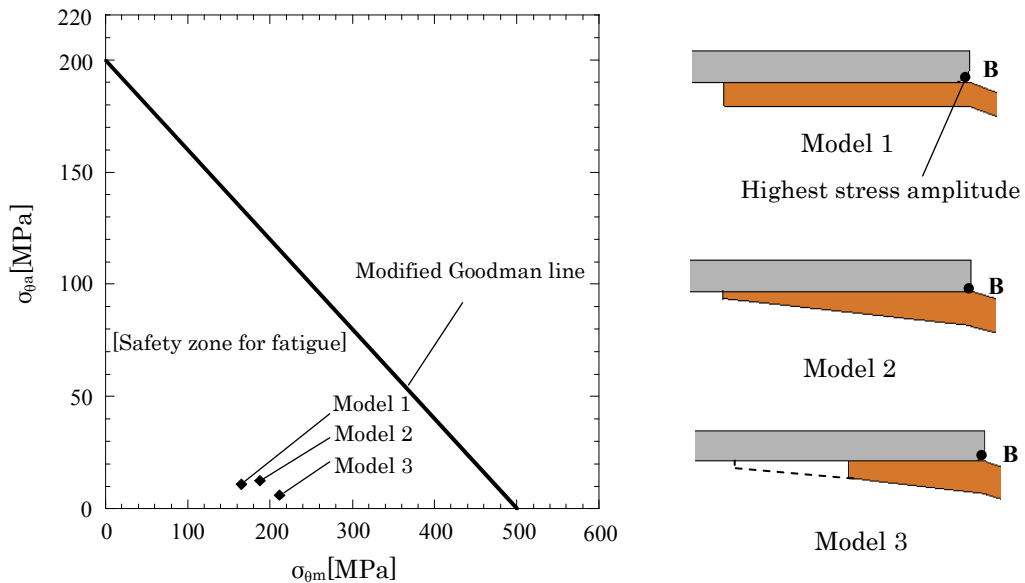 220
200
150
100
50
0
σθa[MPa]
0
100
200
300
400
500
600
σθm[MPa]
Modified Goodman line
[Safety zone for fatigue]
Model 1
Model 2
Model 3
B
Model 1
Highest stress amplitude
B
Model 2
B
Model 3